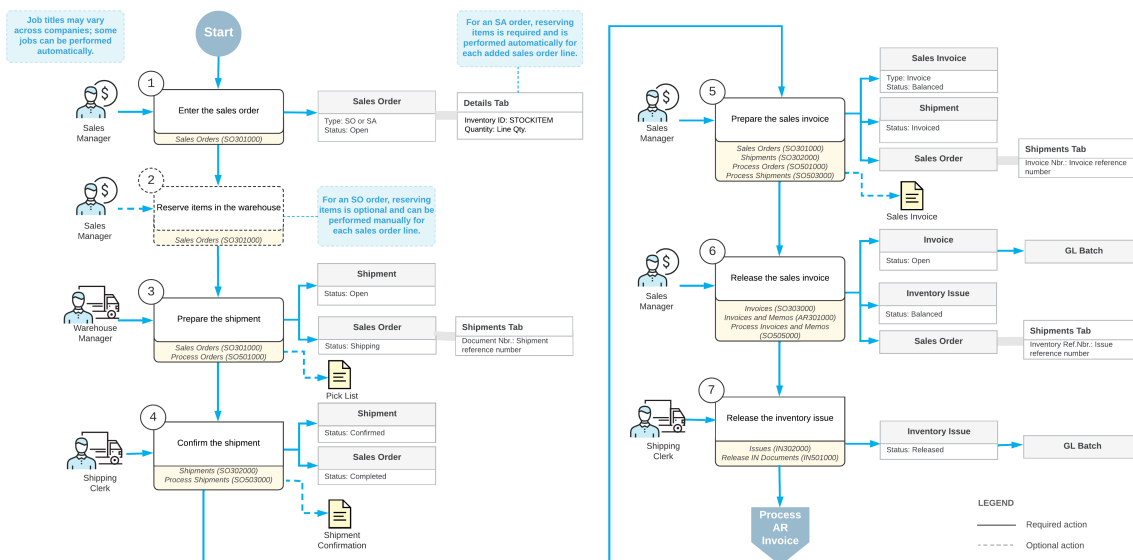 Job titles may vary
across companies; some
jobs can be performed
automatically.
Start
For an SA order, reserving
items is required and is
performed automatically for
each added sales order line.
1
Enter the sales order
Sales Orders (SO301000)
Sales
Manager
Sales Order
Type: SO or SA
Status: Open
Details Tab
Inventory ID: STOCKITEM
Quantity: Line Qty.
2
Reserve items in the warehouse
Sales Orders (SO301000)
Sales
Manager
For an SO order, reserving
items is optional and can be
performed manually for
each sales order line.
3
Prepare the shipment
Sales Orders (SO301000)
Process Orders (SO501000)
Warehouse
Manager
Shipment
Status: Open
Sales Order
Status: Shipping
Shipments Tab
Document Nbr.: Shipment
reference number
Pick List
4
Confirm the shipment
Shipments (SO302000)
Process Shipments (SO503000)
Shipping
Clerk
Shipment
Status: Confirmed
Sales Order
Status: Completed
Shipment
Confirmation
5
Prepare the sales invoice
Sales Orders (SO301000)
Shipments (SO302000)
Process Orders (SO501000)
Process Shipments (SO503000)
Sales
Manager
Sales Invoice
Type: Invoice
Status: Balanced
Shipment
Status: Invoiced
Sales Order
Shipments Tab
Invoice Nbr.: Invoice reference
number
Sales Invoice
6
Release the sales invoice
Invoices (SO303000)
Invoices and Memos (AR301000)
Process Invoices and Memos
(SO505000)
Sales
Manager
Invoice
Status: Open
GL Batch
Inventory Issue
Status: Balanced
Sales Order
Shipments Tab
Inventory Ref.Nbr.: Issue
reference number
7
Release the inventory issue
Issues (IN302000)
Release IN Documents (IN501000)
Shipping
Clerk
Inventory Issue
Status: Released
GL Batch
Process
AR
Invoice
LEGEND
Required action
Optional action
$
$
$
$